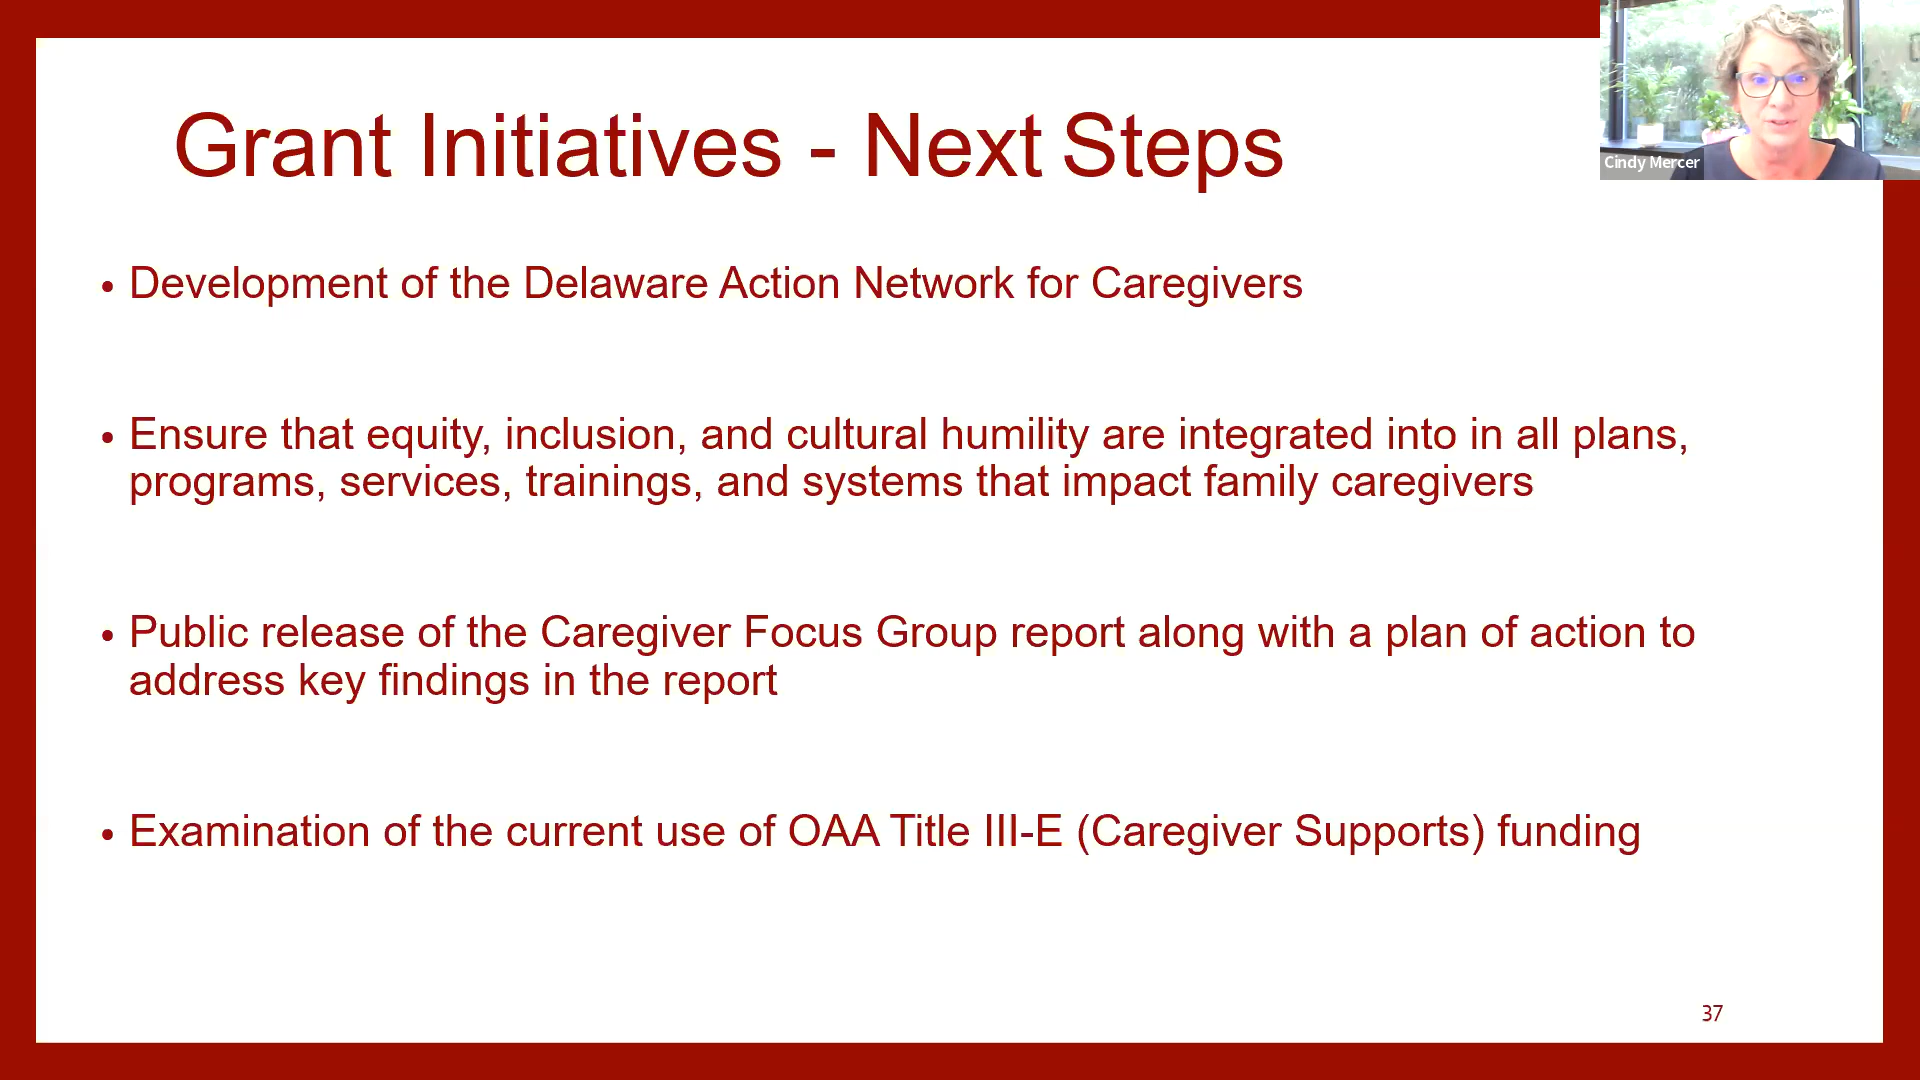 Grant Initiatives - Next Steps
Cindy Mercer
• Development of the Delaware Action Network for Caregivers
• Ensure that equity, inclusion, and cultural humility are integrated into in all plans,
programs, services, trainings, and systems that impact family caregivers
• Public release of the Caregiver Focus Group report along with a plan of action to
address key findings in the report
• Examination of the current use of OAA Title III-E (Caregiver Supports) funding
37